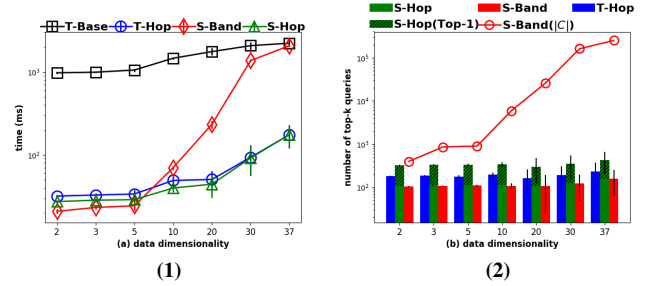 T-Base T-Hop S-Band S-Hop
time (ms)
10³
10²
2 3 5 10 20 30 37
(a) data dimensionality
(1)
S-Hop S-Band T-Hop
S-Hop(Top-1) S-Band(|C|)
number of top-k queries
10⁵
10⁴
10³
10²
2 3 5 10 20 30 37
(b) data dimensionality
(2)